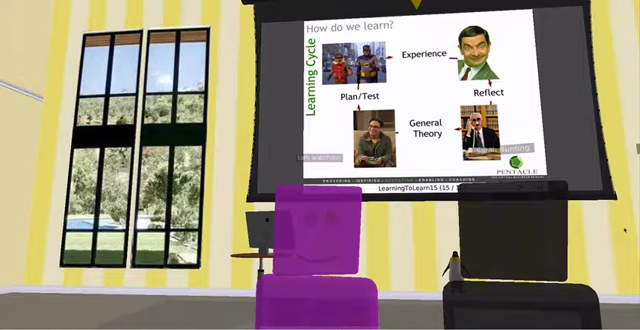 How do we learn?
Learning Cycle
Experience
Plan/Test
Reflect
General
Theory
PENTACLE
LearningToLearn15 (15 /